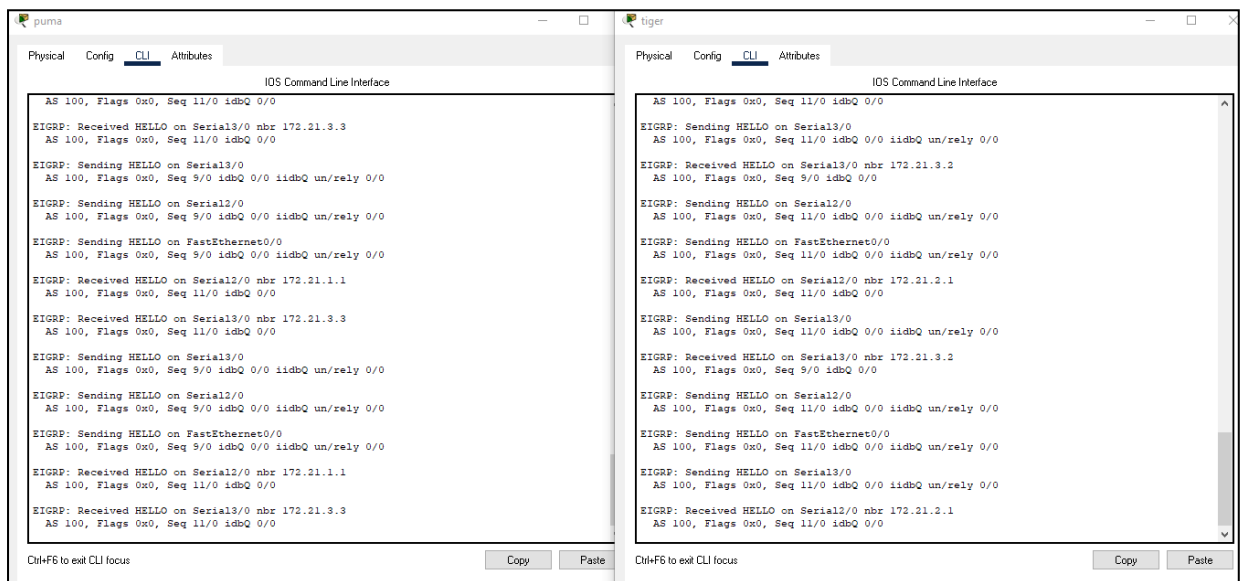 puma
Physical Config CLI Attributes
IOS Command Line Interface
AS 100, Flags 0x0, Seq 11/0 idbQ 0/0
EIGRP: Received HELLO on Serial3/0 nbr 172.21.3.3
AS 100, Flags 0x0, Seq 11/0 idbQ 0/0
EIGRP: Sending HELLO on Serial3/0
AS 100, Flags 0x0, Seq 9/0 idbQ 0/0 iidbQ un/rely 0/0
EIGRP: Sending HELLO on Serial2/0
AS 100, Flags 0x0, Seq 9/0 idbQ 0/0 iidbQ un/rely 0/0
EIGRP: Sending HELLO on FastEthernet0/0
AS 100, Flags 0x0, Seq 9/0 idbQ 0/0 iidbQ un/rely 0/0
EIGRP: Received HELLO on Serial2/0 nbr 172.21.1.1
AS 100, Flags 0x0, Seq 11/0 idbQ 0/0
EIGRP: Received HELLO on Serial3/0 nbr 172.21.3.3
AS 100, Flags 0x0, Seq 11/0 idbQ 0/0
EIGRP: Sending HELLO on Serial3/0
AS 100, Flags 0x0, Seq 9/0 idbQ 0/0 iidbQ un/rely 0/0
EIGRP: Sending HELLO on Serial2/0
AS 100, Flags 0x0, Seq 9/0 idbQ 0/0 iidbQ un/rely 0/0
EIGRP: Sending HELLO on FastEthernet0/0
AS 100, Flags 0x0, Seq 9/0 idbQ 0/0 iidbQ un/rely 0/0
EIGRP: Received HELLO on Serial2/0 nbr 172.21.1.1
AS 100, Flags 0x0, Seq 11/0 idbQ 0/0
EIGRP: Received HELLO on Serial3/0 nbr 172.21.3.3
AS 100, Flags 0x0, Seq 11/0 idbQ 0/0
Ctrl+F6 to exit CLI focus
Copy Paste
tiger
Physical Config CLI Attributes
IOS Command Line Interface
AS 100, Flags 0x0, Seq 11/0 idbQ 0/0
EIGRP: Sending HELLO on Serial3/0
AS 100, Flags 0x0, Seq 11/0 idbQ 0/0 iidbQ un/rely 0/0
EIGRP: Received HELLO on Serial3/0 nbr 172.21.3.2
AS 100, Flags 0x0, Seq 9/0 idbQ 0/0
EIGRP: Sending HELLO on Serial2/0
AS 100, Flags 0x0, Seq 11/0 idbQ 0/0 iidbQ un/rely 0/0
EIGRP: Sending HELLO on FastEthernet0/0
AS 100, Flags 0x0, Seq 11/0 idbQ 0/0 iidbQ un/rely 0/0
EIGRP: Received HELLO on Serial2/0 nbr 172.21.2.1
AS 100, Flags 0x0, Seq 11/0 idbQ 0/0
EIGRP: Sending HELLO on Serial3/0
AS 100, Flags 0x0, Seq 11/0 idbQ 0/0 iidbQ un/rely 0/0
EIGRP: Received HELLO on Serial3/0 nbr 172.21.3.2
AS 100, Flags 0x0, Seq 9/0 idbQ 0/0
EIGRP: Sending HELLO on Serial2/0
AS 100, Flags 0x0, Seq 11/0 idbQ 0/0 iidbQ un/rely 0/0
EIGRP: Sending HELLO on FastEthernet0/0
AS 100, Flags 0x0, Seq 11/0 idbQ 0/0 iidbQ un/rely 0/0
EIGRP: Sending HELLO on Serial3/0
AS 100, Flags 0x0, Seq 11/0 idbQ 0/0 iidbQ un/rely 0/0
EIGRP: Received HELLO on Serial2/0 nbr 172.21.2.1
AS 100, Flags 0x0, Seq 11/0 idbQ 0/0
Ctrl+F6 to exit CLI focus
Copy Paste